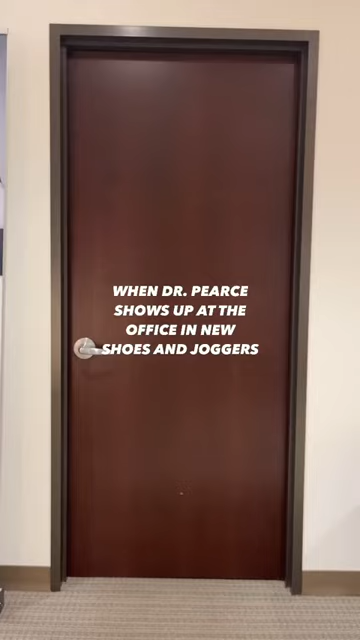 WHEN DR. PEARCE
SHOWS UP AT THE
OFFICE IN NEW
SHOES AND JOGGERS